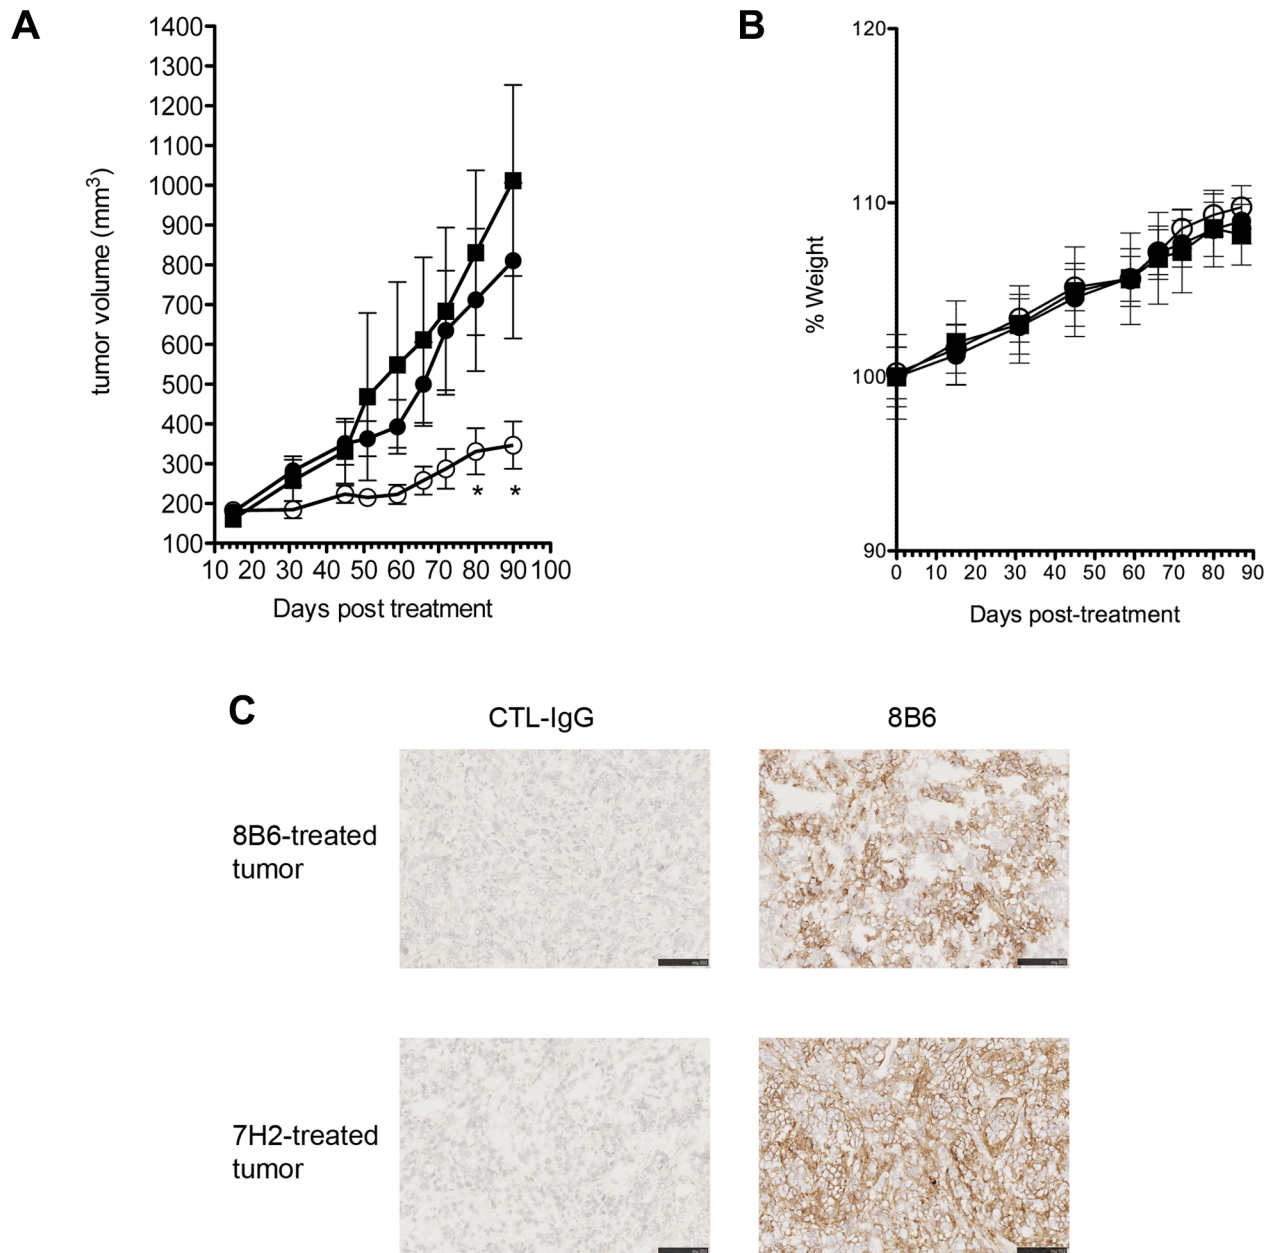 A
1400
1300
1200
1100
1000
900
800
700
600
500
400
300
200
100
tumor volume (mm³)
* *
10 20 30 40 50 60 70 80 90 100
Days post treatment
B
120
110
100
90
% Weight
0 10 20 30 40 50 60 70 80 90
Days post-treatment
C
CTL-IgG
8B6
8B6-treated
tumor
7H2-treated
tumor